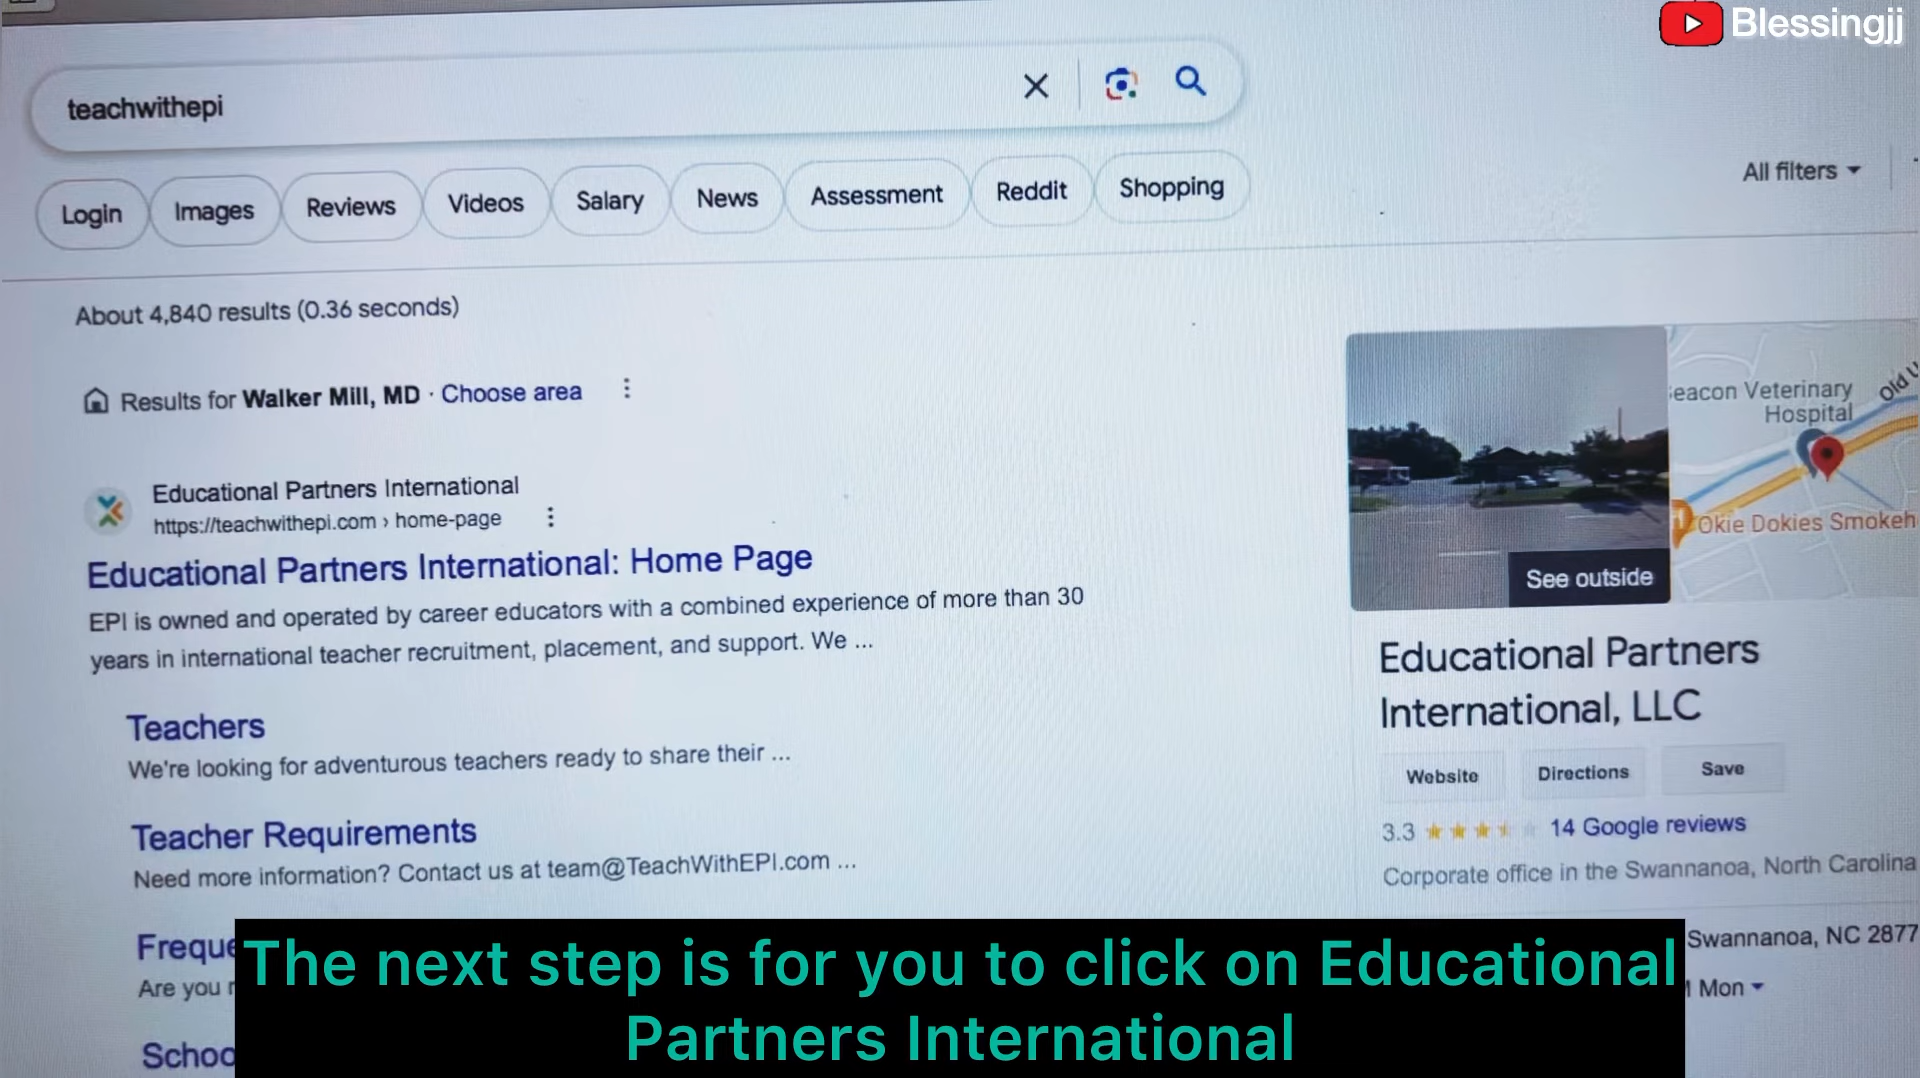 Blessingjj
teachwithepi
Login
Images
Reviews
Videos
Salary
News
Assessment
Reddit
Shopping
All filters
About 4,840 results (0.36 seconds)
Results for Walker Mill, MD · Choose area
Educational Partners International
https://teachwithepi.com › home-page
Educational Partners International: Home Page
EPI is owned and operated by career educators with a combined experience of more than 30
years in international teacher recruitment, placement, and support. We ...
Teachers
We're looking for adventurous teachers ready to share their ...
Teacher Requirements
Need more information? Contact us at team@TeachWithEPI.com ...
Freque
Are you r
Schoo
eacon Veterinary
Hospital
Old U
Okie Dokies Smokeh
See outside
Educational Partners
International, LLC
Website
Directions
Save
3.3
14 Google reviews
Corporate office in the Swannanoa, North Carolina
Swannanoa, NC 2877
Mon
The next step is for you to click on Educational
Partners International